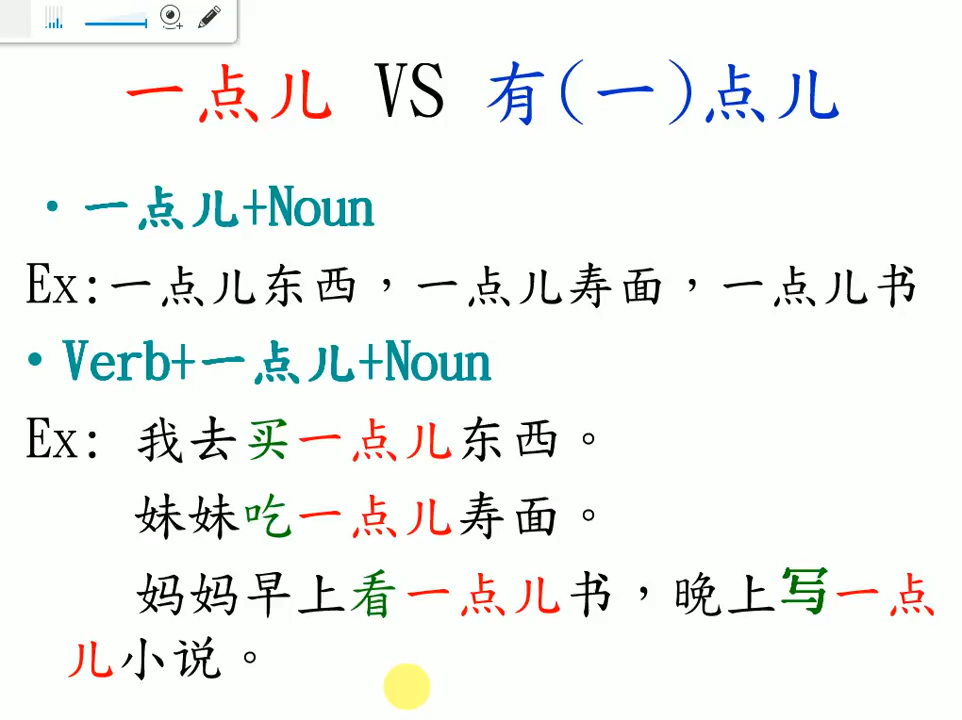 一点儿 VS 有(一)点儿
• 一点儿+Noun
Ex:一点儿东西，一点儿寿面，一点儿书
• Verb+一点儿+Noun
Ex: 我去买一点儿东西。
妹妹吃一点儿寿面。
妈妈早上看一点儿书，晚上写一点
儿小说。